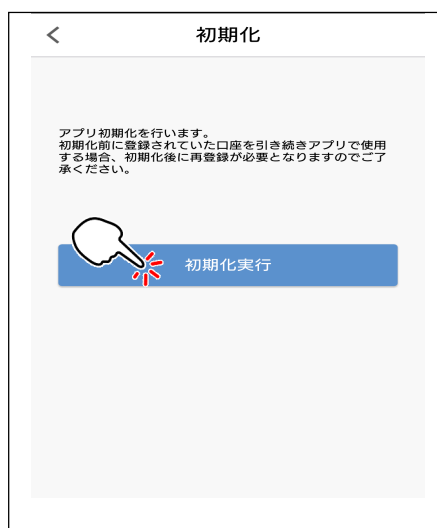 初期化
アプリ初期化を行います。
初期化前に登録されていた口座を引き続きアプリで使用
する場合、初期化後に再登録が必要となりますのでご了
承ください。
初期化実行